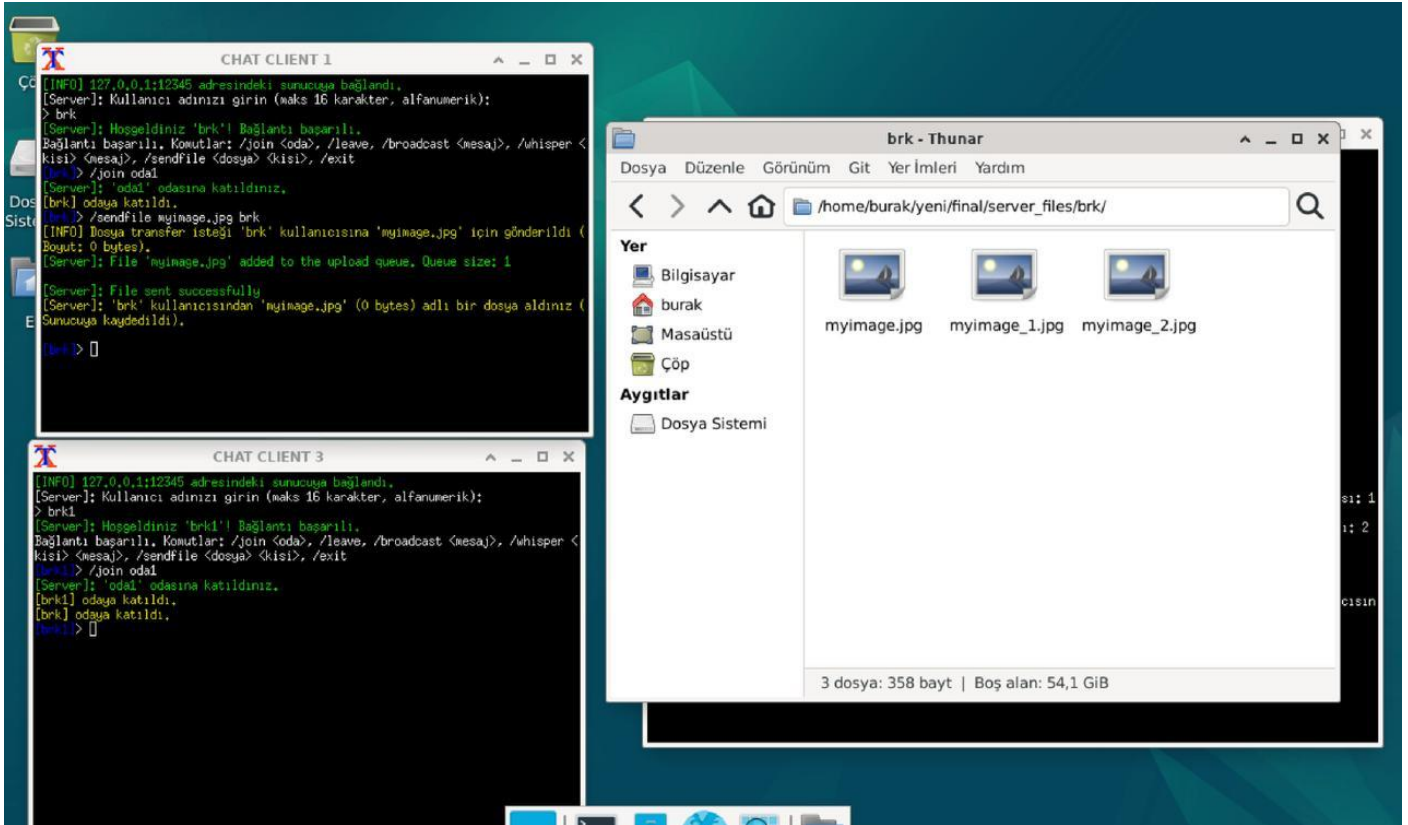 Çö
Dos
Siste
E
CHAT CLIENT 1
[INFO] 127.0.0.1:12345 adresindeki sunucuya bağlandı.
[Server]: Kullanıcı adınızı girin (maks 16 karakter, alfanumerik):
> brk
[Server]: Hoşgeldiniz 'brk'! Bağlantı başarılı.
Bağlantı başarılı. Komutlar: /join <oda>, /leave, /broadcast <mesaj>, /whisper <
kisi> <mesaj>, /sendfile <dosya> <kisi>, /exit
[brk]> /join oda1
[Server]: 'oda1' odasına katıldınız.
[brk] odaya katıldı.
[brk]> /sendfile myimage.jpg brk
[INFO] Dosya transfer isteği 'brk' kullanıcısına 'myimage.jpg' için gönderildi (
Boyut: 0 bytes).
[Server]: File 'myimage.jpg' added to the upload queue. Queue size: 1
[Server]: File sent successfully
[Server]: 'brk' kullanıcısından 'myimage.jpg' (0 bytes) adlı bir dosya aldınız (
Sunucuya kaydedildi).
[brk]>
CHAT CLIENT 3
[INFO] 127.0.0.1:12345 adresindeki sunucuya bağlandı.
[Server]: Kullanıcı adınızı girin (maks 16 karakter, alfanumerik):
> brk1
[Server]: Hoşgeldiniz 'brk1'! Bağlantı başarılı.
Bağlantı başarılı. Komutlar: /join <oda>, /leave, /broadcast <mesaj>, /whisper <
kisi> <mesaj>, /sendfile <dosya> <kisi>, /exit
[brk1]> /join oda1
[Server]: 'oda1' odasına katıldınız.
[brk1] odaya katıldı.
[brk] odaya katıldı.
[brk1]>
brk - Thunar
Dosya Düzenle Görünüm Git Yer İmleri Yardım
/home/burak/yeni/final/server_files/brk/
Yer
Bilgisayar
burak
Masaüstü
Çöp
Aygıtlar
Dosya Sistemi
myimage.jpg myimage_1.jpg myimage_2.jpg
3 dosya: 358 bayt | Boş alan: 54,1 GiB
sı: 1
ı: 2
cısın